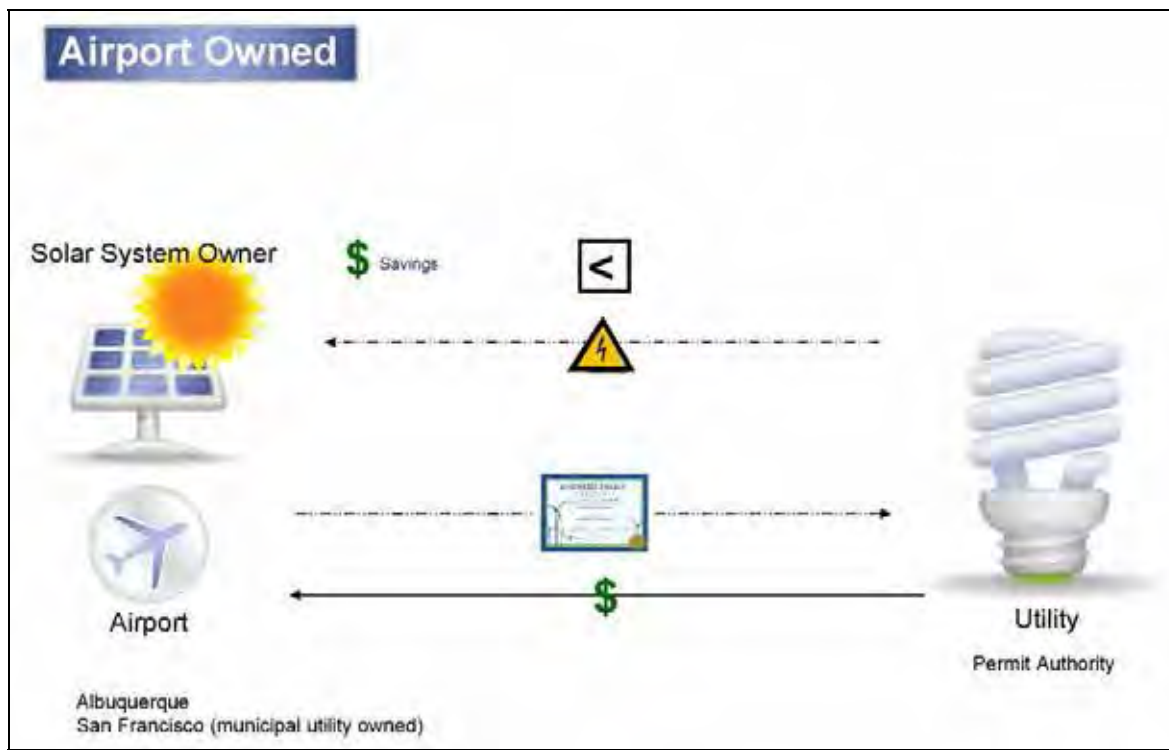 Airport Owned
Solar System Owner
$ Savings
<
$
Airport
Utility
Permit Authority
Albuquerque
San Francisco (municipal utility owned)